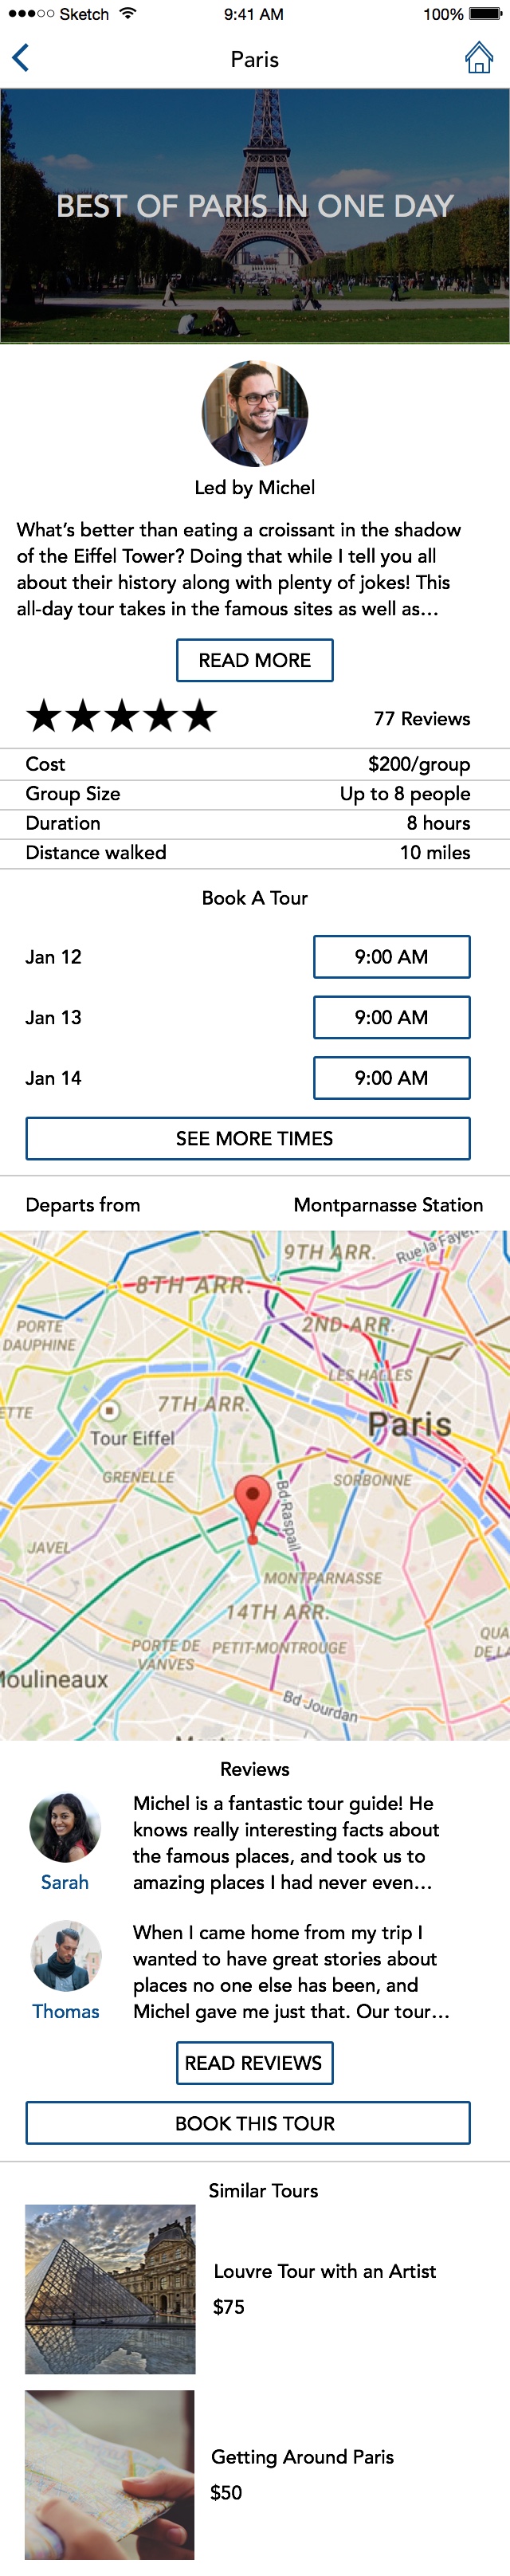 Sketch 9:41 AM 100%
Paris
BEST OF PARIS IN ONE DAY
Led by Michel
What's better than eating a croissant in the shadow
of the Eiffel Tower? Doing that while I tell you all
about their history along with plenty of jokes! This
all-day tour takes in the famous sites as well as...
READ MORE
77 Reviews
Cost $200/group
Group Size Up to 8 people
Duration 8 hours
Distance walked 10 miles
Book A Tour
Jan 12 9:00 AM
Jan 13 9:00 AM
Jan 14 9:00 AM
SEE MORE TIMES
Departs from Montparnasse Station
9TH ARR.
Rue la Fayett
8TH ARR.
PORTE
DAUPHINE
2ND ARR.
LES HALLES
7TH ARR.
ETTE
Paris
Tour Eiffel
GRENELLE
SORBONNE
Bd Raspail
JAVEL
MONTPARNASSE
14TH ARR.
PORTE DE
VANVES
PETIT-MONTROUGE
QUA
DE LA
Moulineaux
Bd Jourdan
Reviews
Michel is a fantastic tour guide! He
knows really interesting facts about
the famous places, and took us to
amazing places I had never even...
Sarah
When I came home from my trip I
wanted to have great stories about
places no one else has been, and
Michel gave me just that. Our tour...
Thomas
READ REVIEWS
BOOK THIS TOUR
Similar Tours
Louvre Tour with an Artist
$75
Getting Around Paris
$50